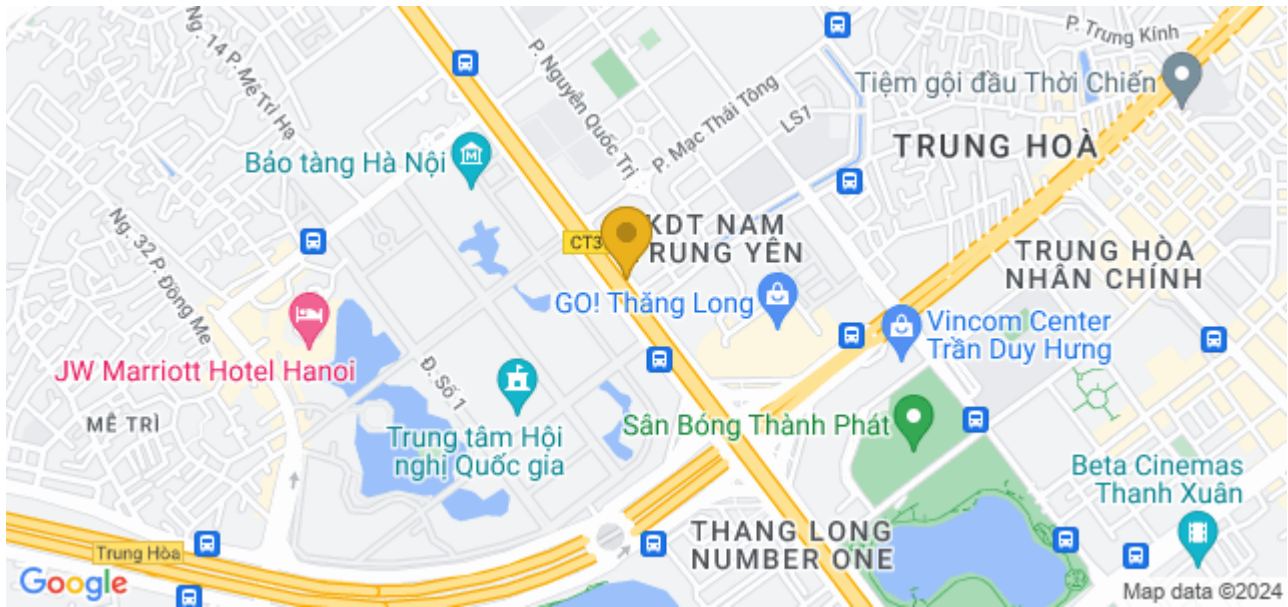 P. Trung Kính
Ng. 14 P. Mễ Trì Hạ
P. Nguyễn Quốc Trị
Tiệm gội đầu Thời Chiến
P. Mạc Thái Tông
LS1
TRUNG HOÀ
Bảo tàng Hà Nội
Ng. 32 P. Đồng Me
CT3
KDT NAM
TRUNG YÊN
TRUNG HÒA
NHÂN CHÍNH
GO! Thăng Long
Vincom Center
Trần Duy Hưng
JW Marriott Hotel Hanoi
Đ. Số 1
MỄ TRÌ
Sân Bóng Thành Phát
Trung tâm Hội
nghị Quốc gia
Beta Cinemas
Thanh Xuân
THANG LONG
NUMBER ONE
Trung Hòa
Google
Map data ©2024